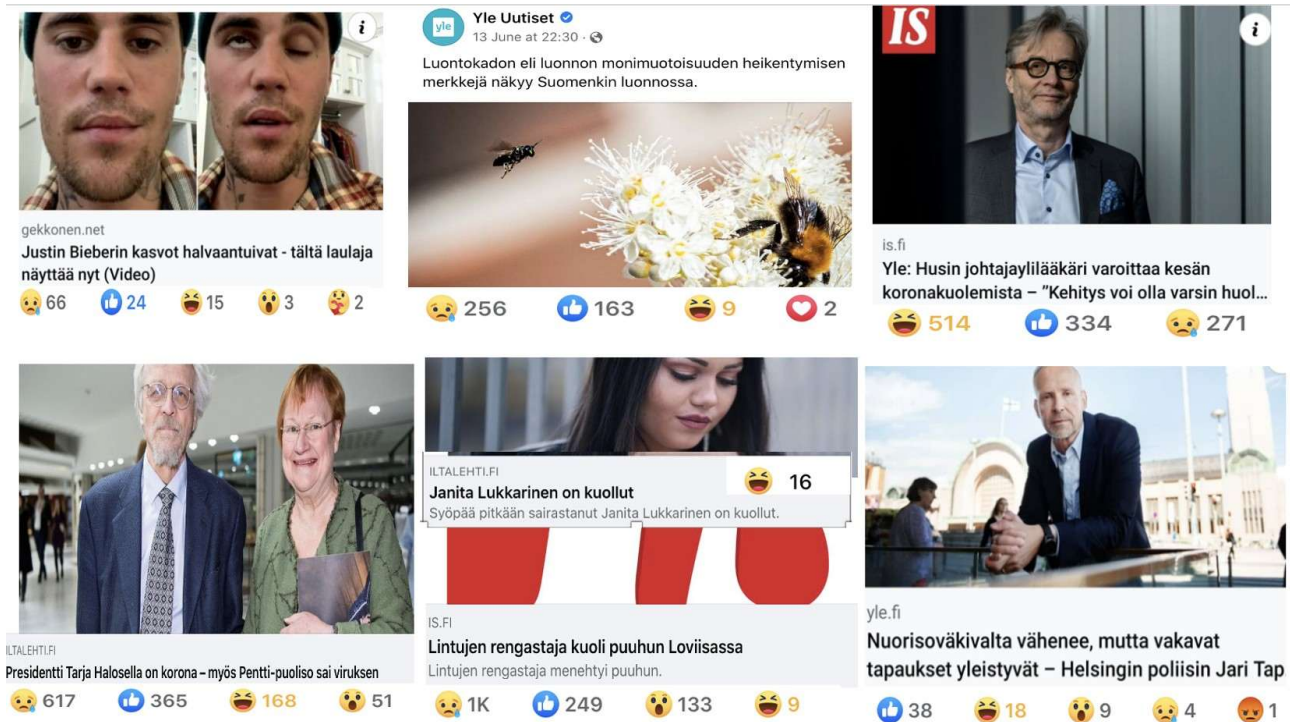 gekkonen.net
Justin Bieberin kasvot halvaantuivat - tältä laulaja
näyttää nyt (Video)
66 24 15 3 2
yle
Yle Uutiset
13 June at 22:30 ·
Luontokadon eli luonnon monimuotoisuuden heikentymisen
merkkejä näkyy Suomenkin luonnossa.
256 163 9 2
IS
is.fi
Yle: Husin johtajaylilääkäri varoittaa kesän
koronakuolemista – ”Kehitys voi olla varsin huol...
514 334 271
ILTALEHTI.FI
Presidentti Tarja Halosella on korona – myös Pentti-puoliso sai viruksen
617 365 168 51
ILTALEHTI.FI
16
Janita Lukkarinen on kuollut
Syöpää pitkään sairastanut Janita Lukkarinen on kuollut.
IS.FI
Lintujen rengastaja kuoli puuhun Loviisassa
Lintujen rengastaja menehtyi puuhun.
1K 249 133 9
yle.fi
Nuorisoväkivalta vähenee, mutta vakavat
tapaukset yleistyvät – Helsingin poliisin Jari Tap
38 18 9 4 1